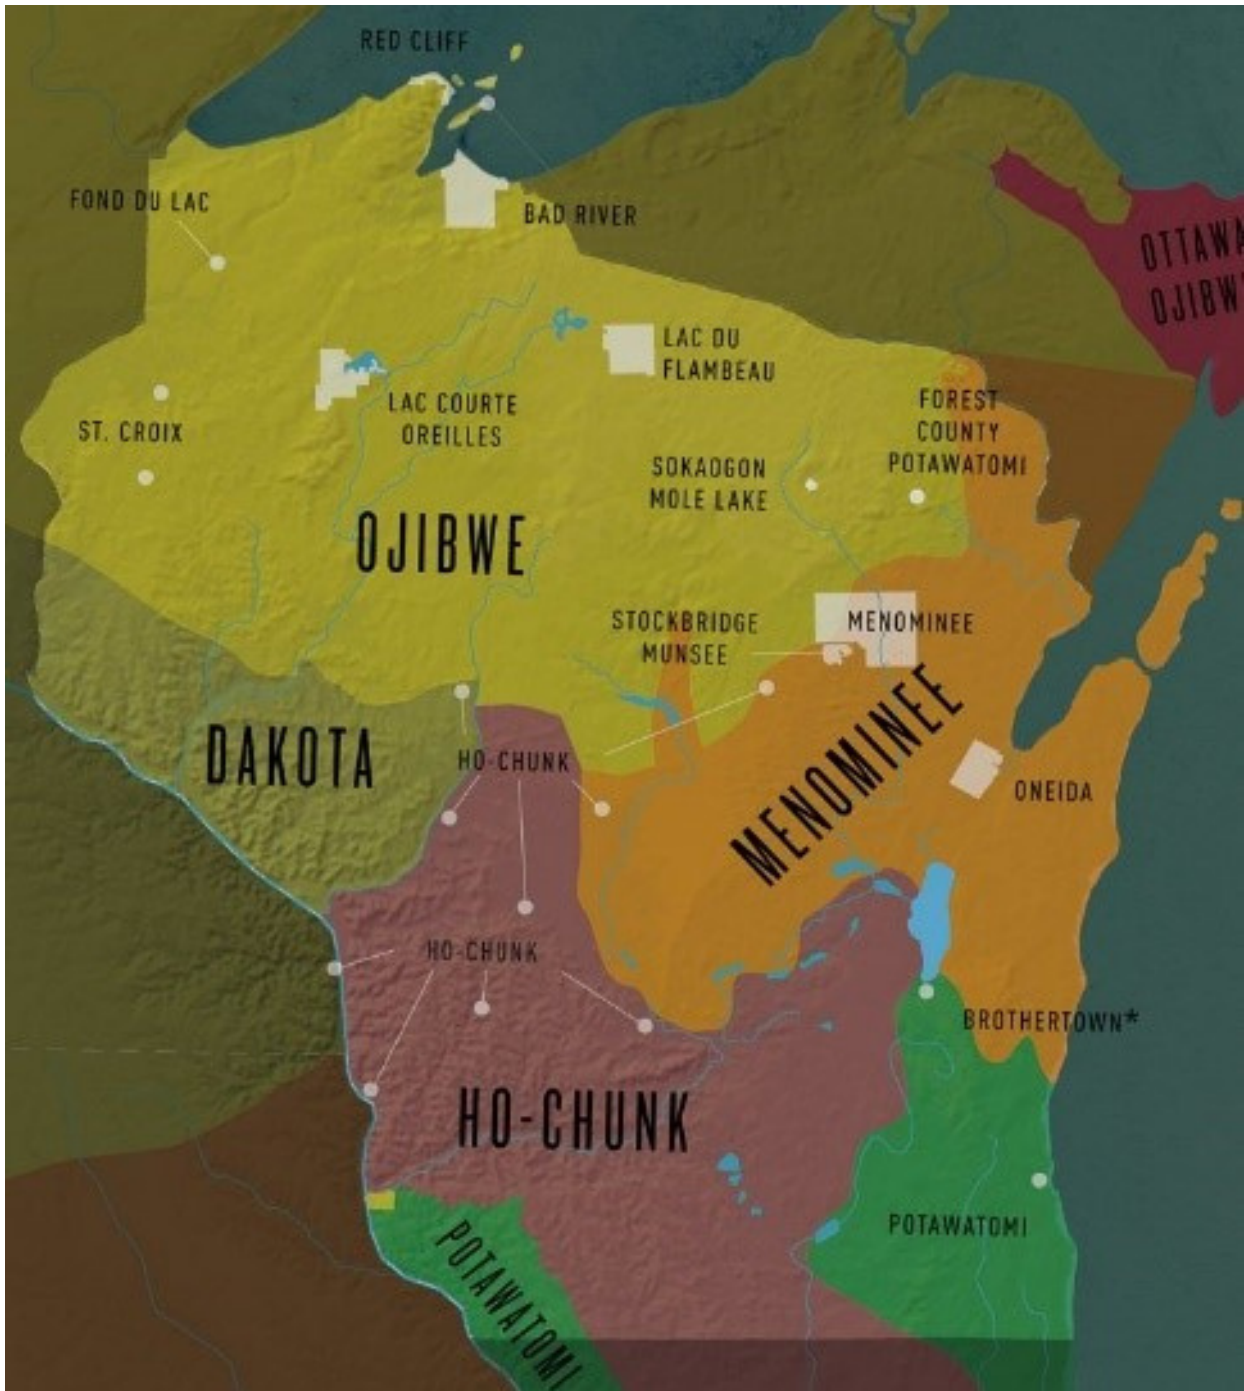 RED CLIFF
FOND DU LAC
BAD RIVER
OTTAWA
OJIBWE
LAC DU
FLAMBEAU
LAC COURTE
OREILLES
ST. CROIX
FOREST
COUNTY
POTAWATOMI
SOKAOGON
MOLE LAKE
OJIBWE
STOCKBRIDGE
MUNSEE
MENOMINEE
DAKOTA
HO-CHUNK
MENOMINEE
ONEIDA
HO-CHUNK
BROTHERTOWN*
HO-CHUNK
POTAWATOMI
POTAWATOMI